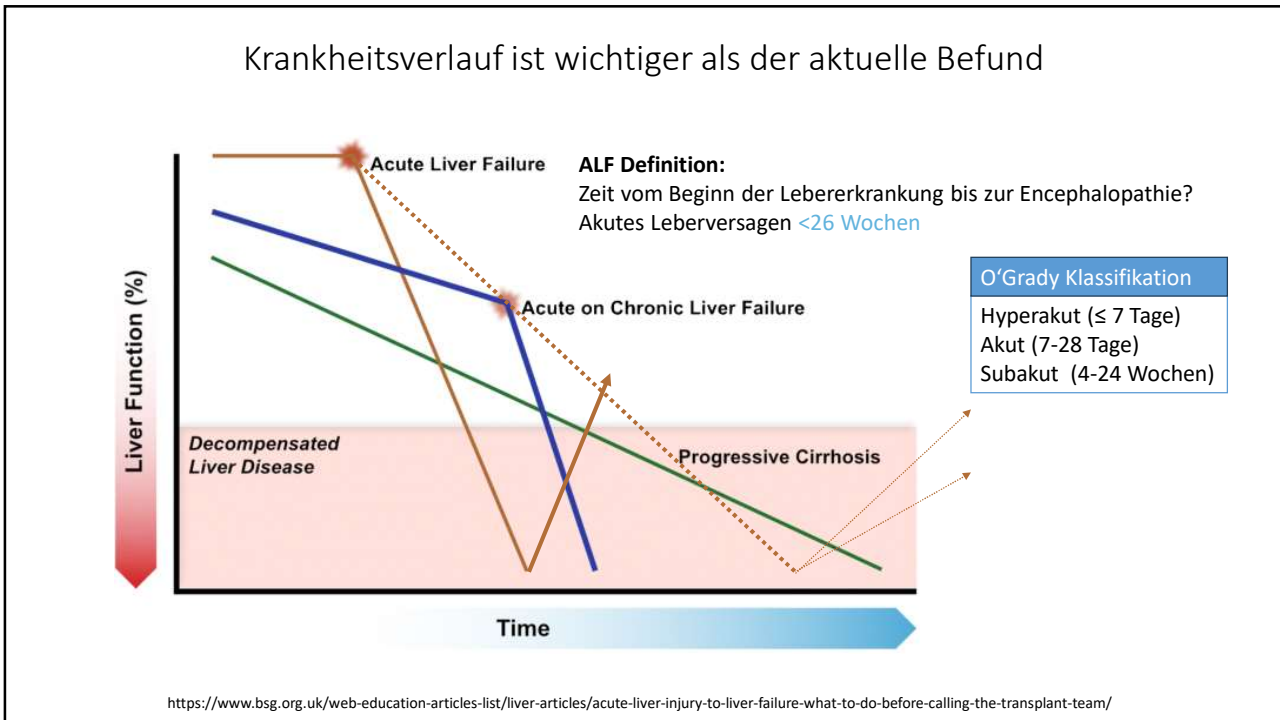 Krankheitsverlauf ist wichtiger als der aktuelle Befund
Acute Liver Failure
ALF Definition:
Zeit vom Beginn der Lebererkrankung bis zur Encephalopathie?
Akutes Leberversagen <26 Wochen
O‘Grady Klassifikation
Hyperakut (≤ 7 Tage)
Akut (7-28 Tage)
Subakut (4-24 Wochen)
Acute on Chronic Liver Failure
Liver Function (%)
Decompensated
Liver Disease
Progressive Cirrhosis
Time
https://www.bsg.org.uk/web-education-articles-list/liver-articles/acute-liver-injury-to-liver-failure-what-to-do-before-calling-the-transplant-team/